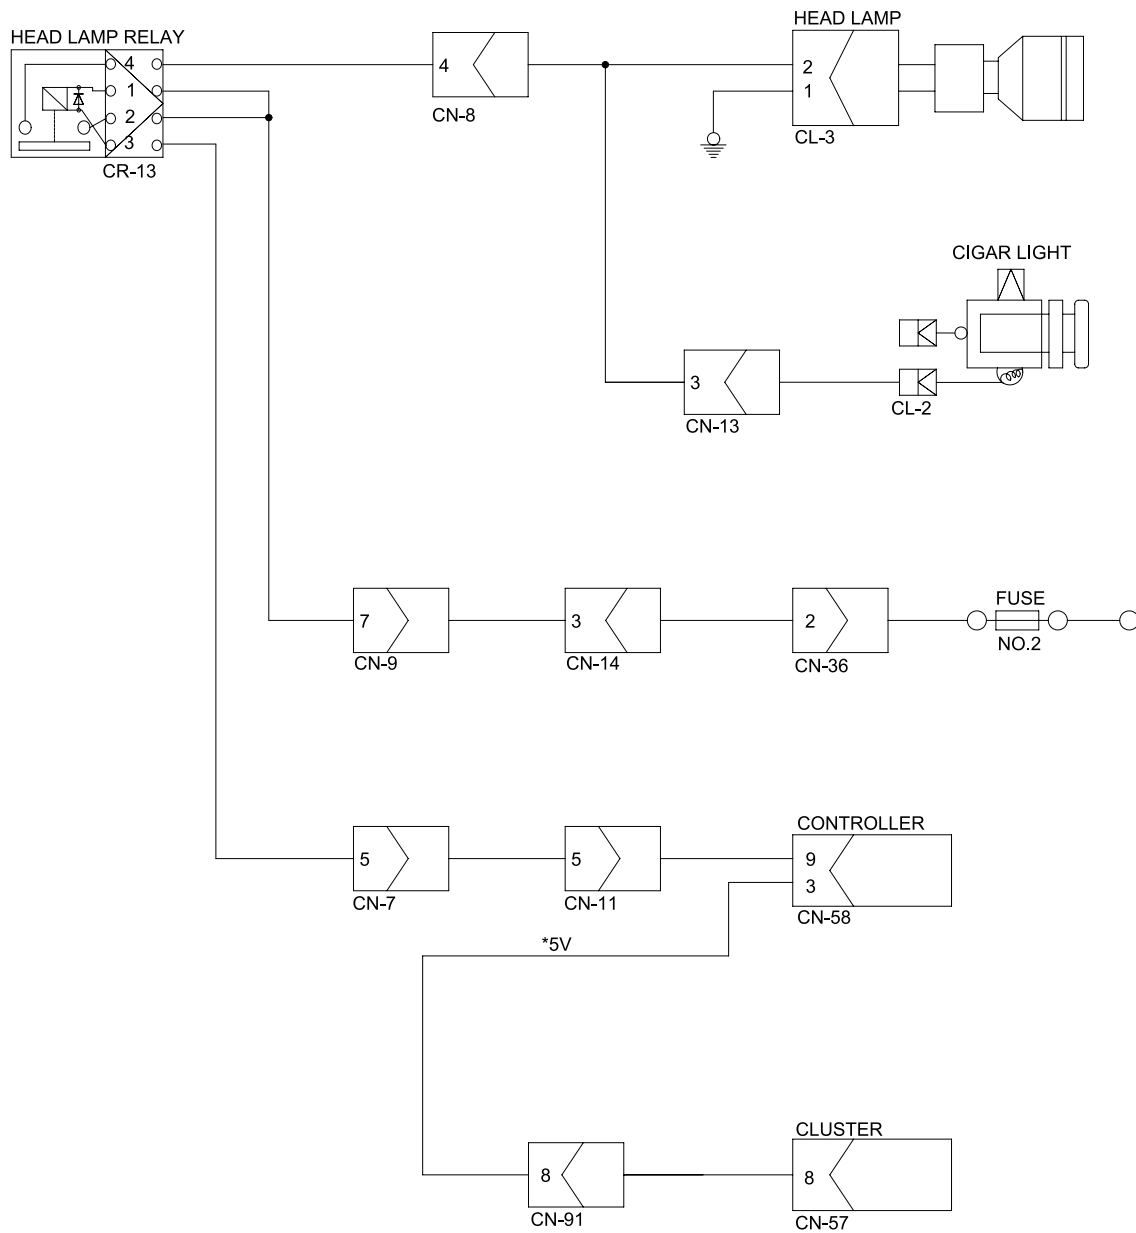 HEAD LAMP RELAY
4
1
2
3
CR-13
4
CN-8
HEAD LAMP
2
1
CL-3
CIGAR LIGHT
CL-2
3
CN-13
7
CN-9
3
CN-14
2
CN-36
FUSE
NO.2
5
CN-7
5
CN-11
CONTROLLER
9
3
CN-58
*5V
8
CN-91
CLUSTER
8
CN-57